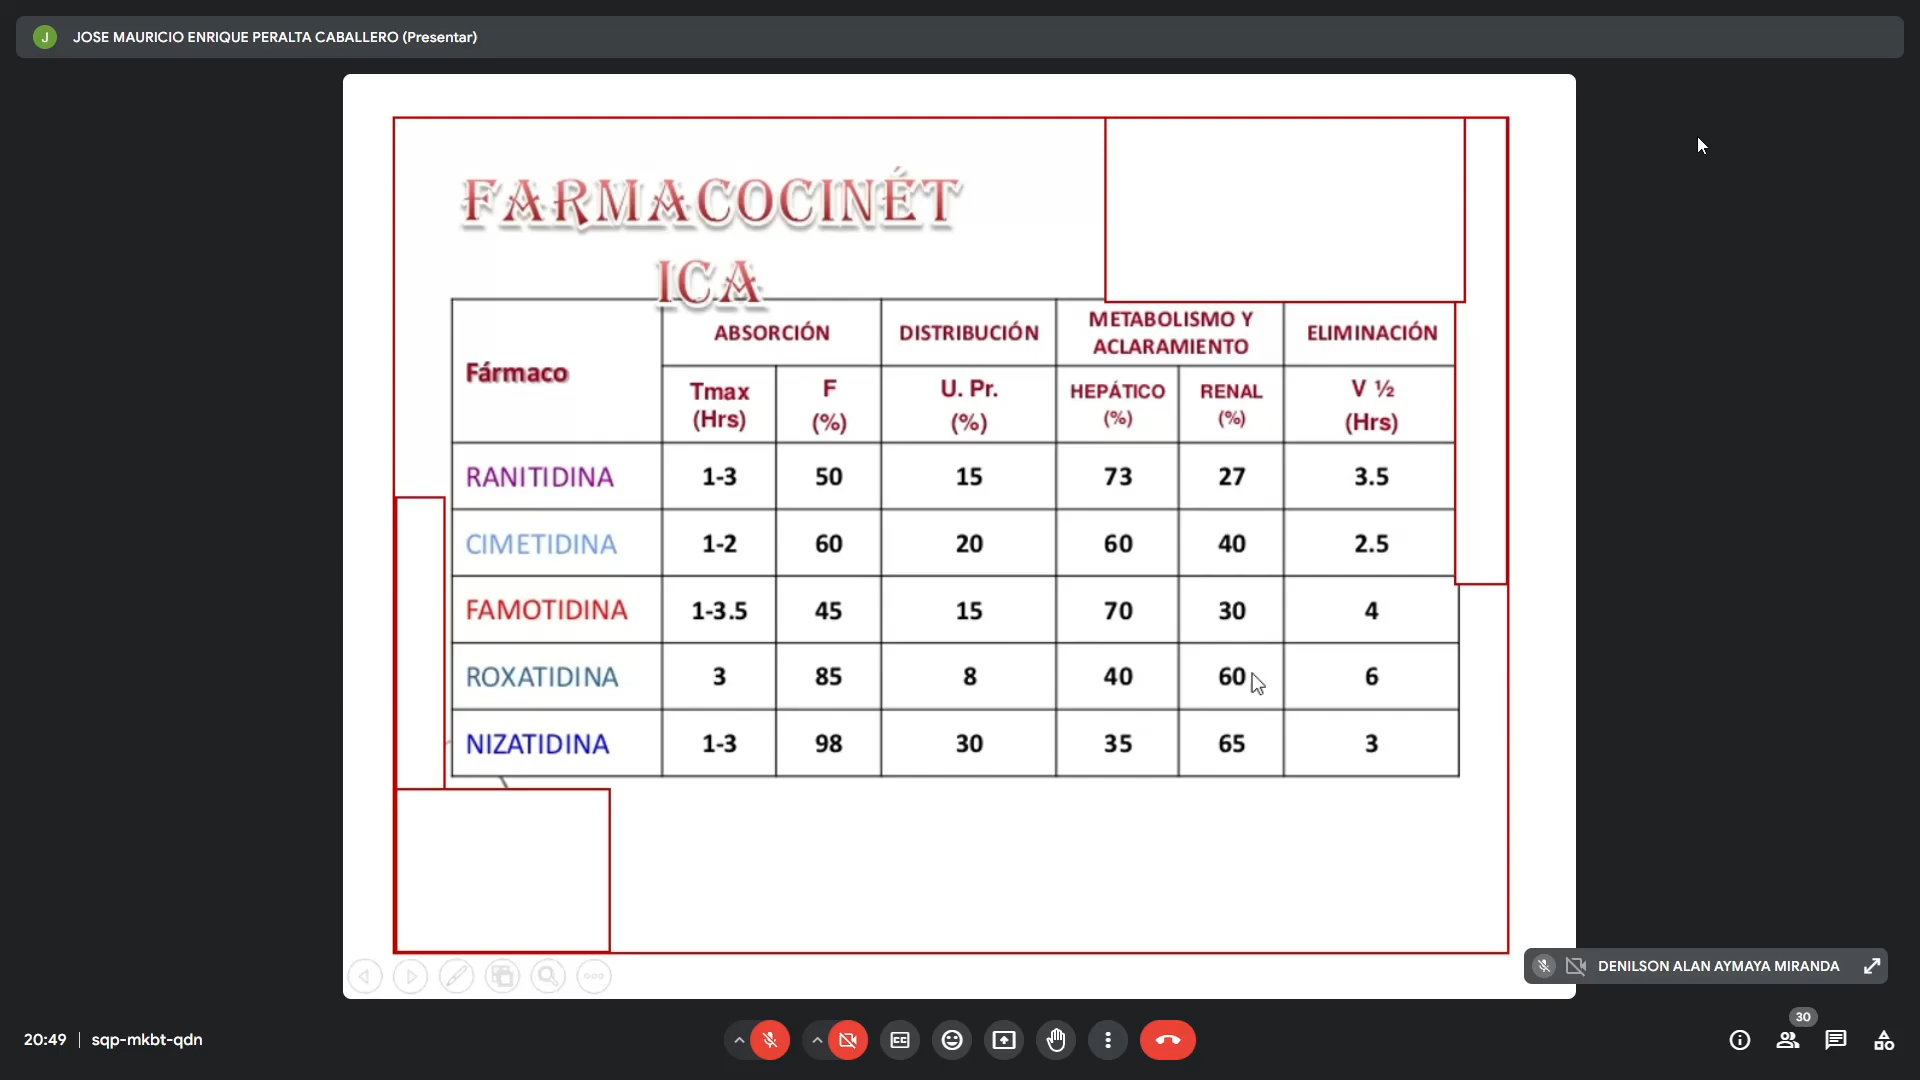 J JOSE MAURICIO ENRIQUE PERALTA CABALLERO (Presentar)
FARMACOCINÉT
ICA
Fármaco ABSORCIÓN DISTRIBUCIÓN METABOLISMO Y ACLARAMIENTO ELIMINACIÓN
Tmax (Hrs) F (%) U. Pr. (%) HEPÁTICO (%) RENAL (%) V ½ (Hrs)
RANITIDINA 1-3 50 15 73 27 3.5
CIMETIDINA 1-2 60 20 60 40 2.5
FAMOTIDINA 1-3.5 45 15 70 30 4
ROXATIDINA 3 85 8 40 60 6
NIZATIDINA 1-3 98 30 35 65 3
DENILSON ALAN AYMAYA MIRANDA
20:49 | sqp-mkbt-qdn
30